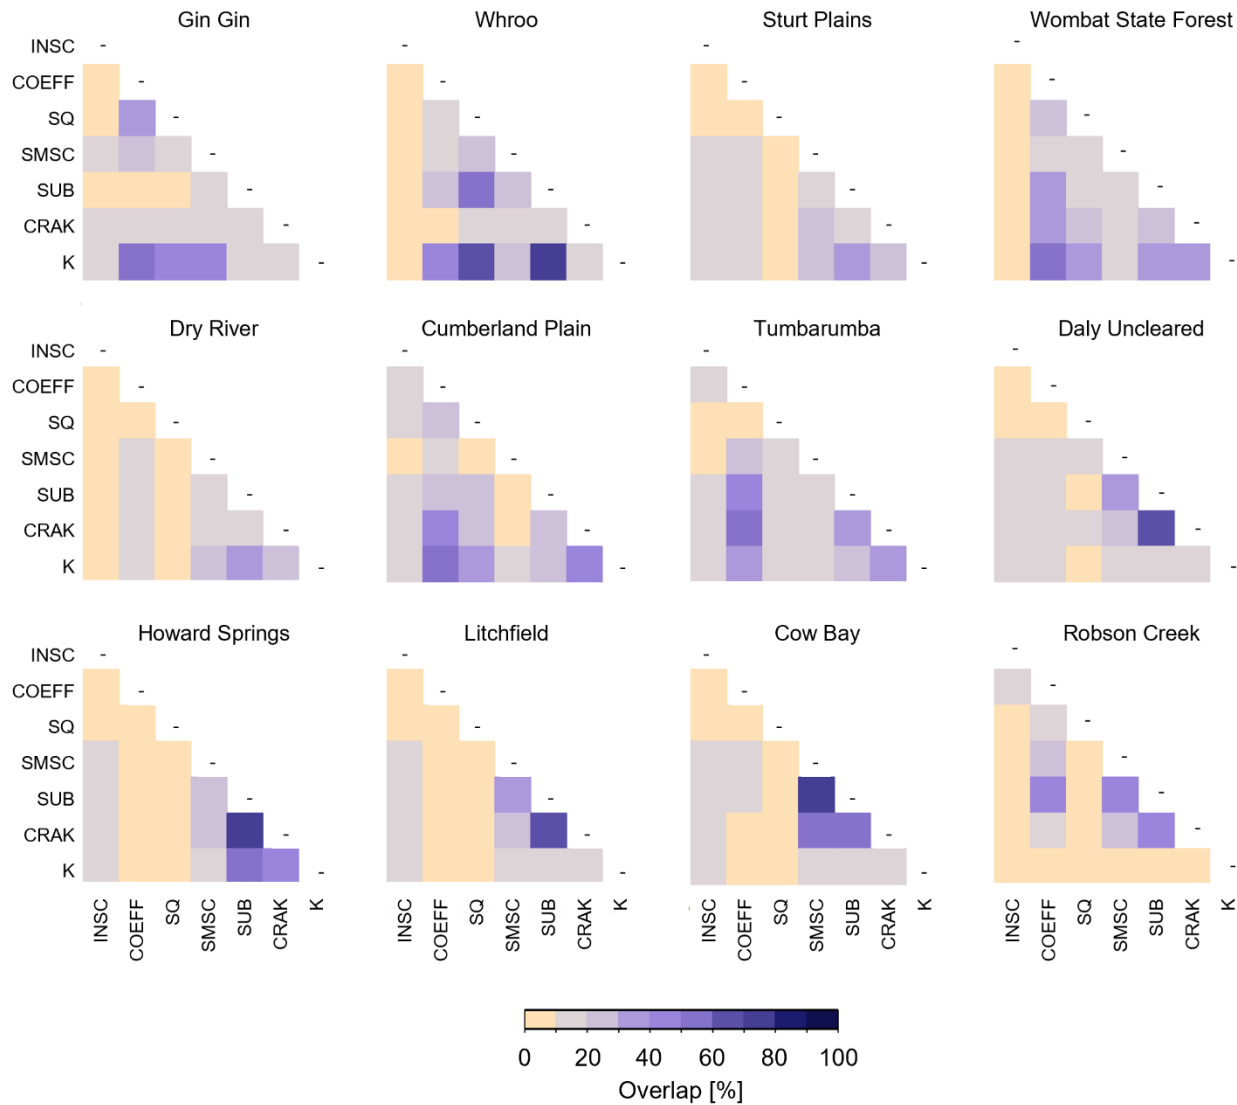 Gin Gin Whroo Sturt Plains Wombat State Forest
INSC - - - -
COEFF - - - -
SQ - - - -
SMSC - - - -
SUB - - - -
CRAK - - - -
K - - - -
Dry River Cumberland Plain Tumbarumba Daly Uncleared
INSC - - - -
COEFF - - - -
SQ - - - -
SMSC - - - -
SUB - - - -
CRAK - - - -
K - - - -
Howard Springs Litchfield Cow Bay Robson Creek
INSC - - - -
COEFF - - - -
SQ - - - -
SMSC - - - -
SUB - - - -
CRAK - - - -
K - - - -
INSC COEFF SQ SMSC SUB CRAK K INSC COEFF SQ SMSC SUB CRAK K INSC COEFF SQ SMSC SUB CRAK K INSC COEFF SQ SMSC SUB CRAK K
0 20 40 60 80 100
Overlap [%]